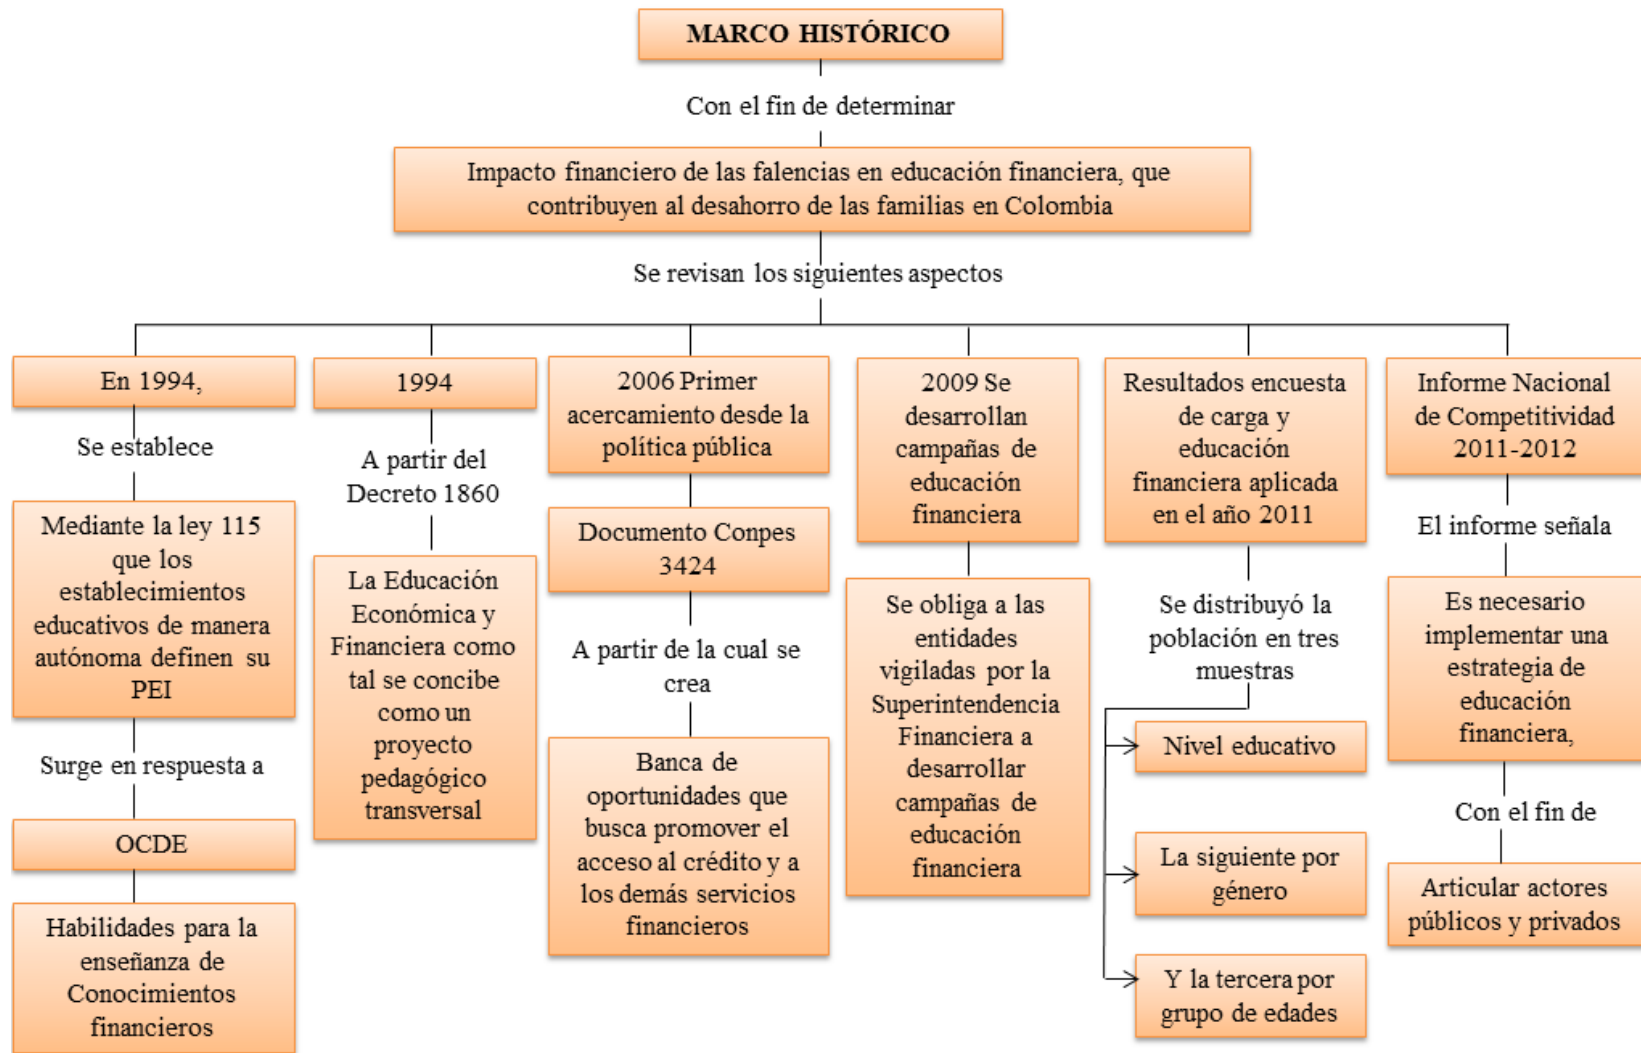 MARCO HISTÓRICO
Con el fin de determinar
Impacto financiero de las falencias en educación financiera, que
contribuyen al desahorro de las familias en Colombia
Se revisan los siguientes aspectos
En 1994,
Se establece
Mediante la ley 115
que los
establecimientos
educativos de manera
autónoma definen su
PEI
Surge en respuesta a
OCDE
Habilidades para la
enseñanza de
Conocimientos
financieros
1994
A partir del
Decreto 1860
La Educación
Económica y
Financiera como
tal se concibe
como un
proyecto
pedagógico
transversal
2006 Primer
acercamiento desde la
política pública
Documento Conpes
3424
A partir de la cual se
crea
Banca de
oportunidades que
busca promover el
acceso al crédito y a
los demás servicios
financieros
2009 Se
desarrollan
campañas de
educación
financiera
Se obliga a las
entidades
vigiladas por la
Superintendencia
Financiera a
desarrollar
campañas de
educación
financiera
Resultados encuesta
de carga y
educación
financiera aplicada
en el año 2011
Se distribuyó la
población en tres
muestras
Nivel educativo
La siguiente por
género
Y la tercera por
grupo de edades
Informe Nacional
de Competitividad
2011-2012
El informe señala
Es necesario
implementar una
estrategia de
educación
financiera,
Con el fin de
Articular actores
públicos y privados